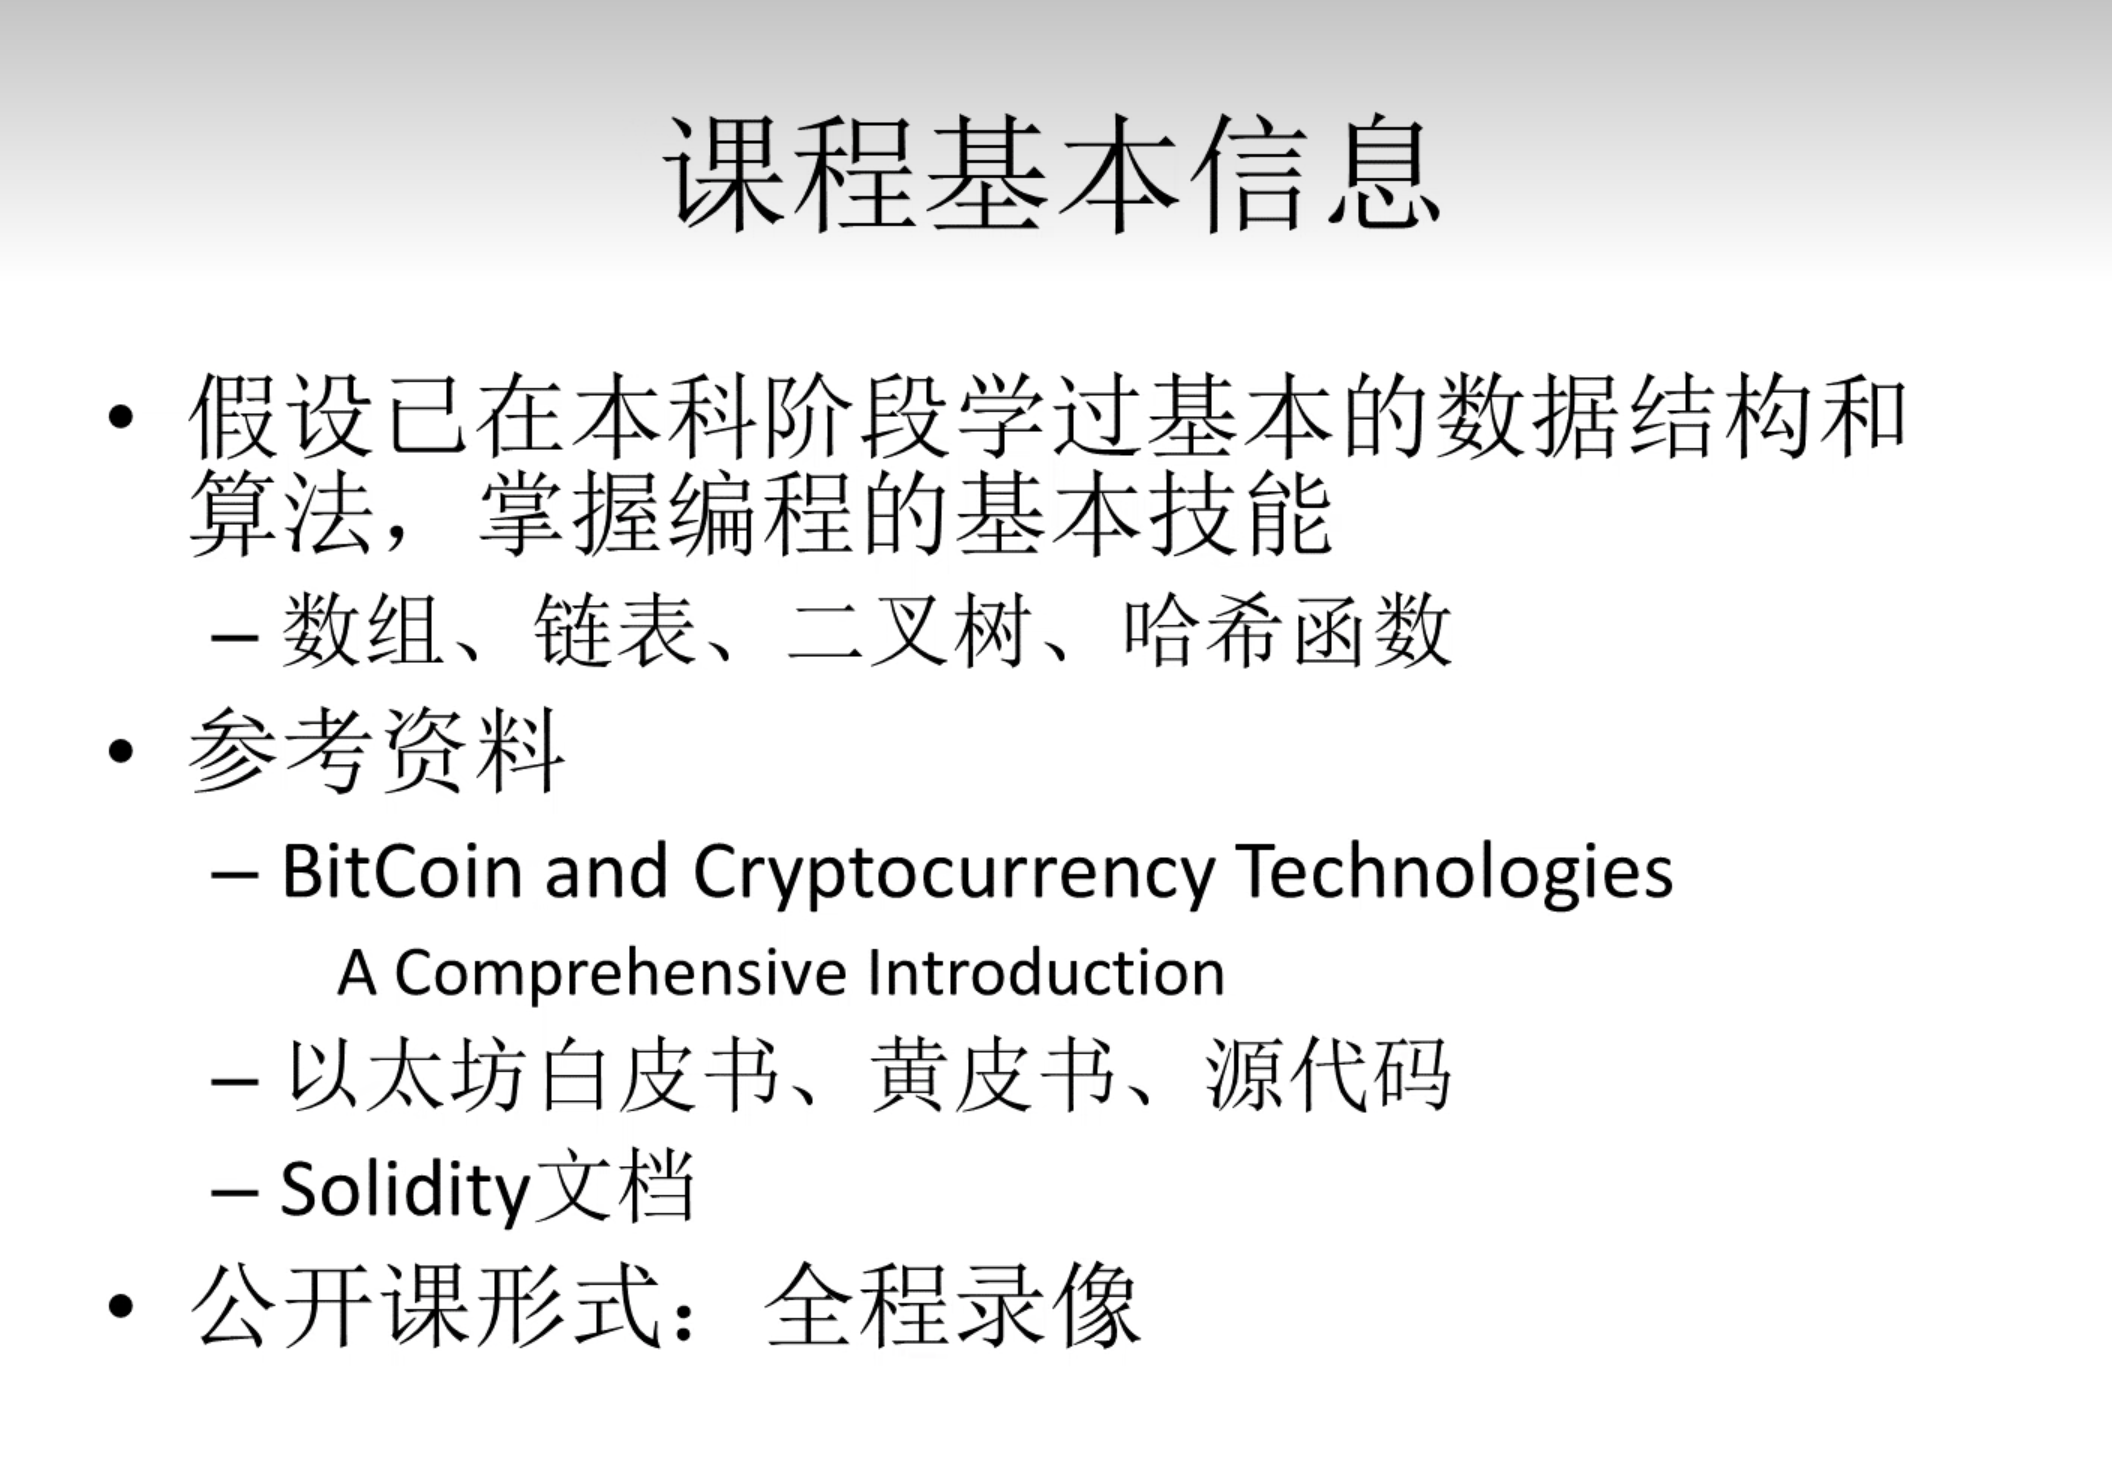 课程基本信息
• 假设已在本科阶段学过基本的数据结构和
算法，掌握编程的基本技能
– 数组、链表、二叉树、哈希函数
• 参考资料
– BitCoin and Cryptocurrency Technologies
A Comprehensive Introduction
– 以太坊白皮书、黄皮书、源代码
– Solidity文档
• 公开课形式：全程录像